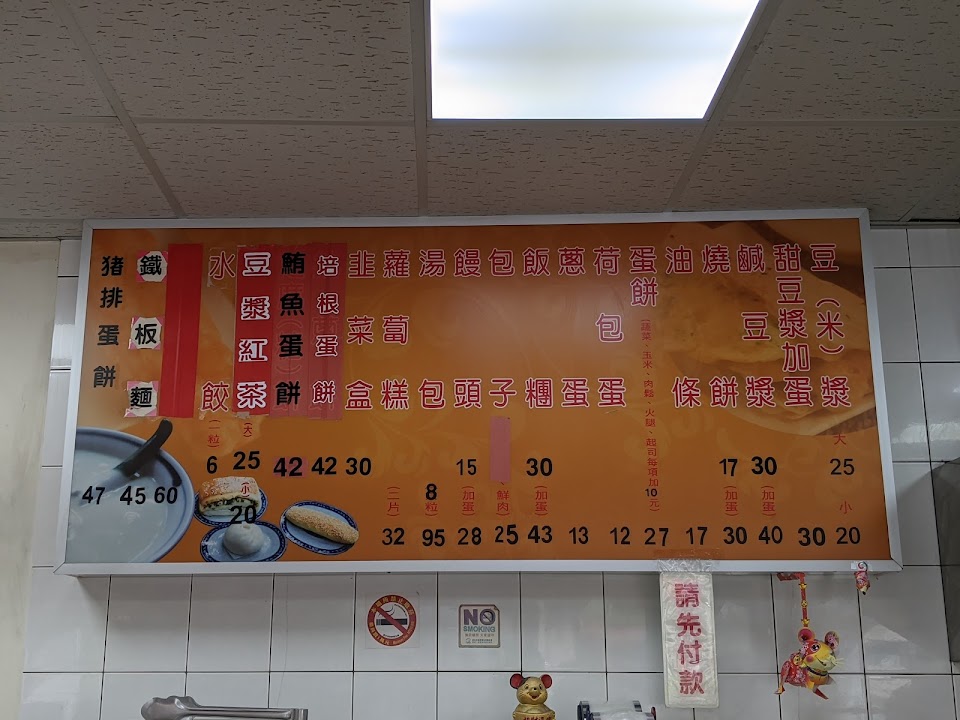 豆(米)漿 大 25 小 20
甜豆漿加蛋 30
鹹豆漿 30 (加蛋) 40
燒餅 17 (加蛋) 30
油條 17
蛋餅 (蔬菜、玉米、肉鬆、火腿、起司每項加10元) 27
荷包蛋 12
蔥蛋 13
飯糰 30 (加蛋) 43
包子 鮮肉 25
饅頭 15 (加蛋) 28
湯包 8 (8粒) 95
蘿蔔糕 (二片) 32
韭菜盒 30
培根蛋餅 42
鮪魚蛋餅 42
豆漿紅茶 (大) 25 (小) 20
水餃 (一粒) 6
鐵板麵 45 60
豬排蛋餅 47
NO
SMOKING
請先付款